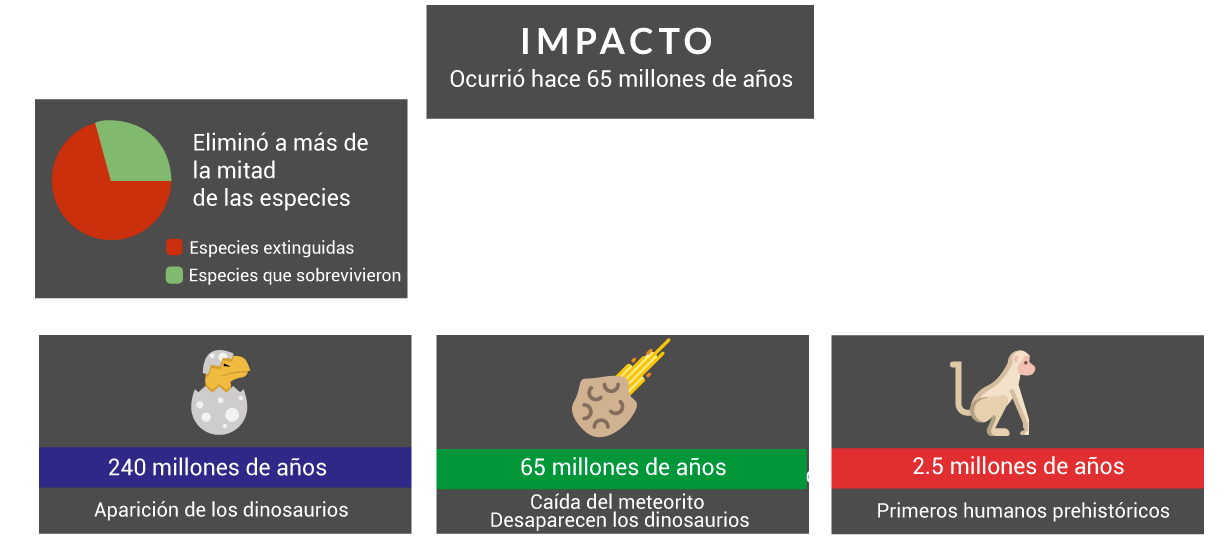 IMPACTO
Ocurrió hace 65 millones de años
Eliminó a más de
la mitad
de las especies
Especies extinguidas
Especies que sobrevivieron
240 millones de años
Aparición de los dinosaurios
65 millones de años
Caída del meteorito
Desaparecen los dinosaurios
2.5 millones de años
Primeros humanos prehistóricos